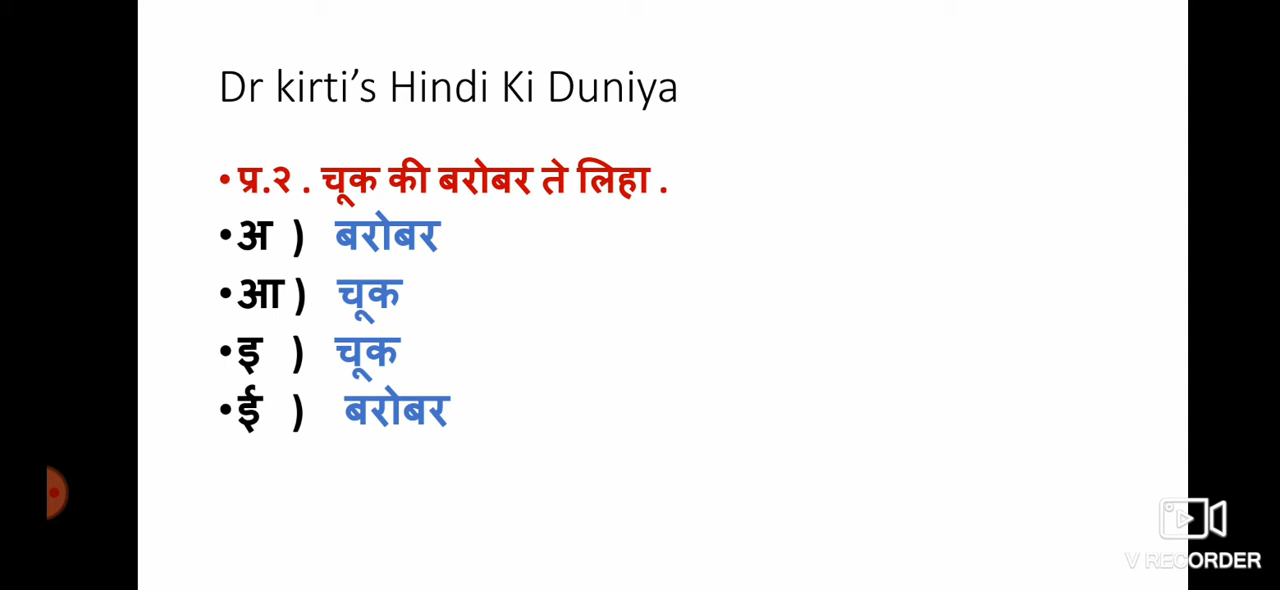 Dr kirti's Hindi Ki Duniya
• प्र.२ . चूक की बरोबर ते लिहा .
• अ ) बरोबर
• आ ) चूक
• इ ) चूक
• ई ) बरोबर
V RECORDER